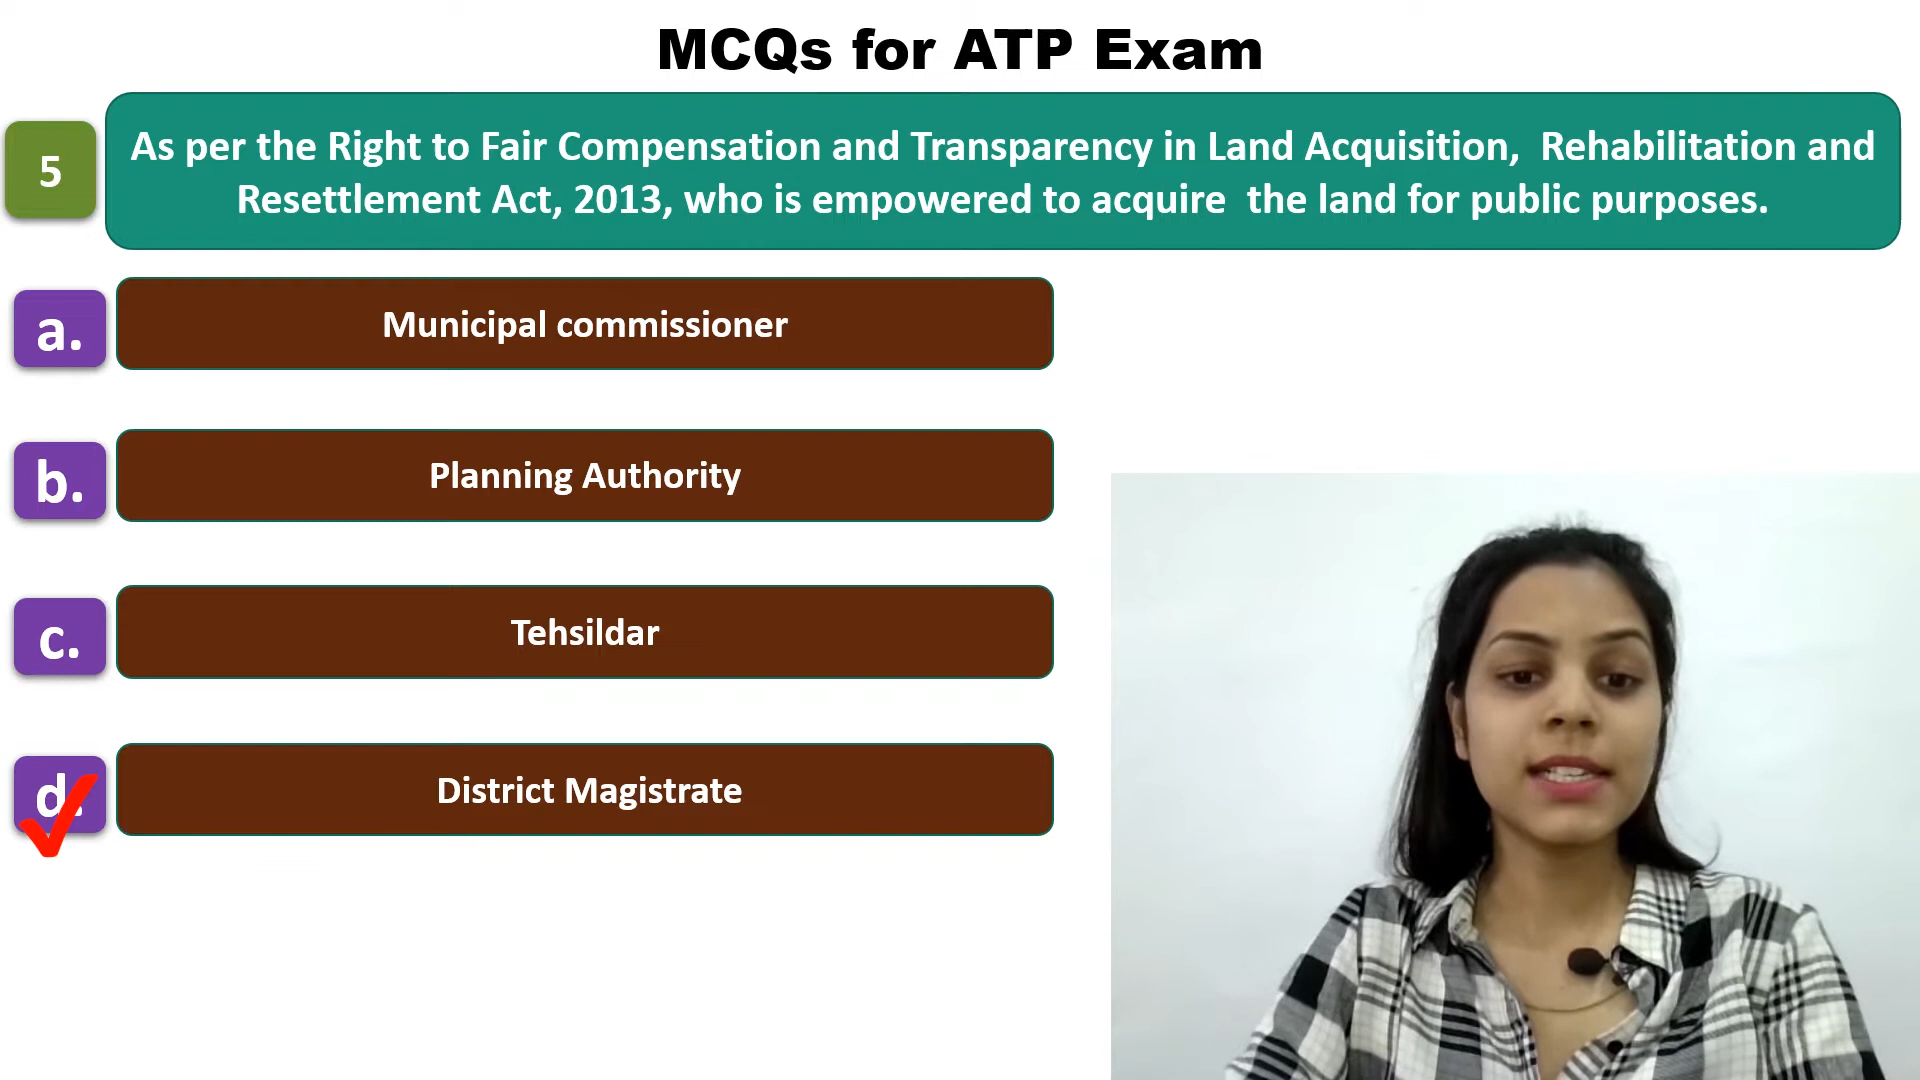 MCQs for ATP Exam
5
As per the Right to Fair Compensation and Transparency in Land Acquisition, Rehabilitation and
Resettlement Act, 2013, who is empowered to acquire the land for public purposes.
a.
Municipal commissioner
b.
Planning Authority
c.
Tehsildar
d.
District Magistrate